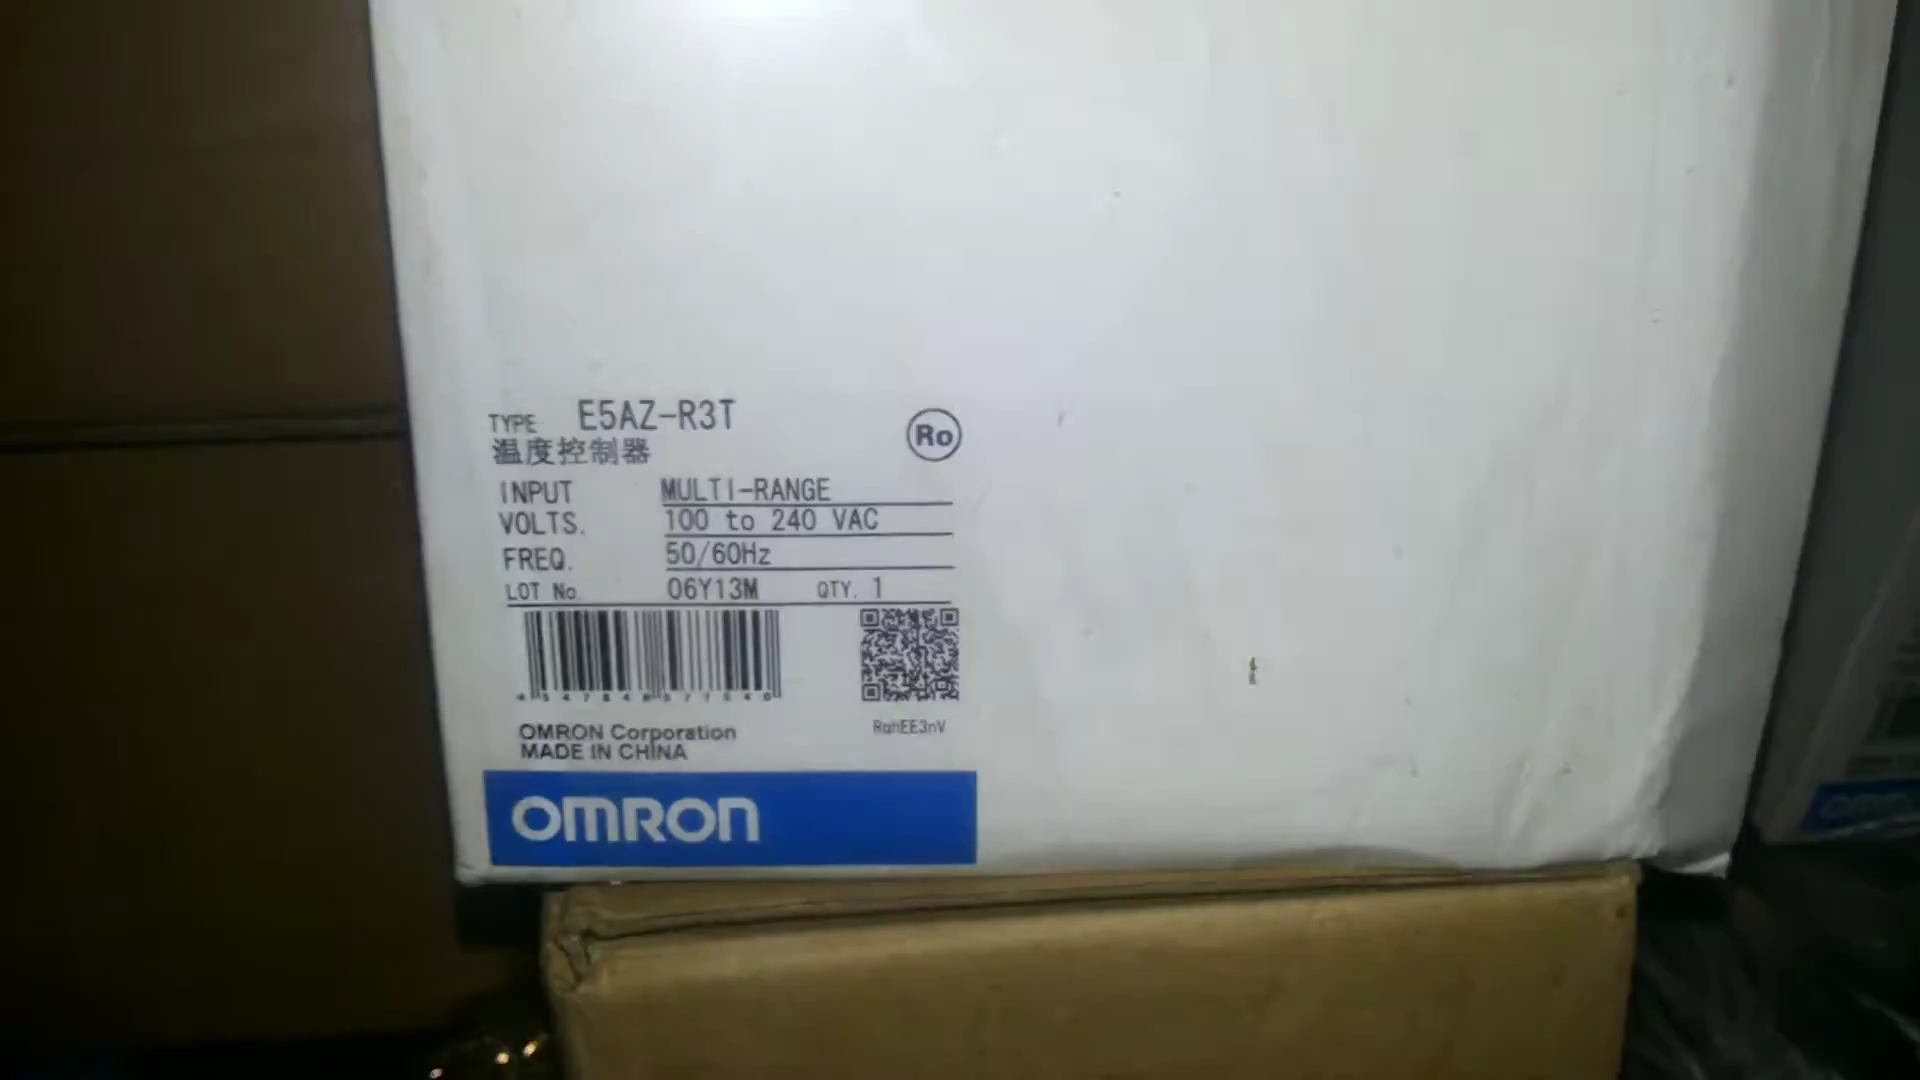 TYPE E5AZ-R3T
Ro
温度控制器
INPUT MULTI-RANGE
VOLTS. 100 to 240 VAC
FREQ. 50/60Hz
LOT No. 06Y13M QTY. 1
OMRON Corporation
MADE IN CHINA
OMRON